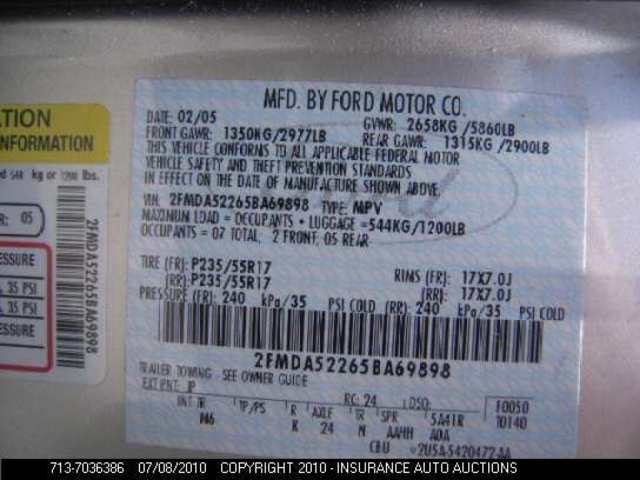 MFD. BY FORD MOTOR CO.
DATE: 02/05 GVWR: 2658KG /5860LB
FRONT GAWR: 1350KG/2977LB REAR GAWR: 1315KG/2900LB
THIS VEHICLE CONFORMS TO ALL APPLICABLE FEDERAL MOTOR
VEHICLE SAFETY AND THEFT PREVENTION STANDARDS
IN EFFECT ON THE DATE OF MANUFACTURE SHOWN ABOVE.
VIN: 2FMDA52265BA69898 TYPE: MPV
MAXIMUM LOAD = OCCUPANTS + LUGGAGE =544KG/1200LB
OCCUPANTS = 07 TOTAL; 2 FRONT, 05 REAR
TIRE (FR): P235/55R17 RIMS (FR): 17X7.0J
(RR): P235/55R17 (RR): 17X7.0J
PRESSURE (FR): 240 kPa/35 PSI COLD (RR): 240 kPa/35 PSI COLD
2FMDA52265BA69898
TRAILER TOWING - SEE OWNER GUIDE
EXT PNT: JP RC: 24 DSO: F0050
INT TR TP/PS R AXLE TR SPR 5A41R T0140
K 24 N AAHH ADA
2U5A-5420472-AA
ATION
INFORMATION
kg or 1200 lbs.
R: 05
ESSURE
35 PSI
35 PSI
ESSURE
2FMDA52265BA69898
713-7036386 07/08/2010 COPYRIGHT 2010 - INSURANCE AUTO AUCTIONS